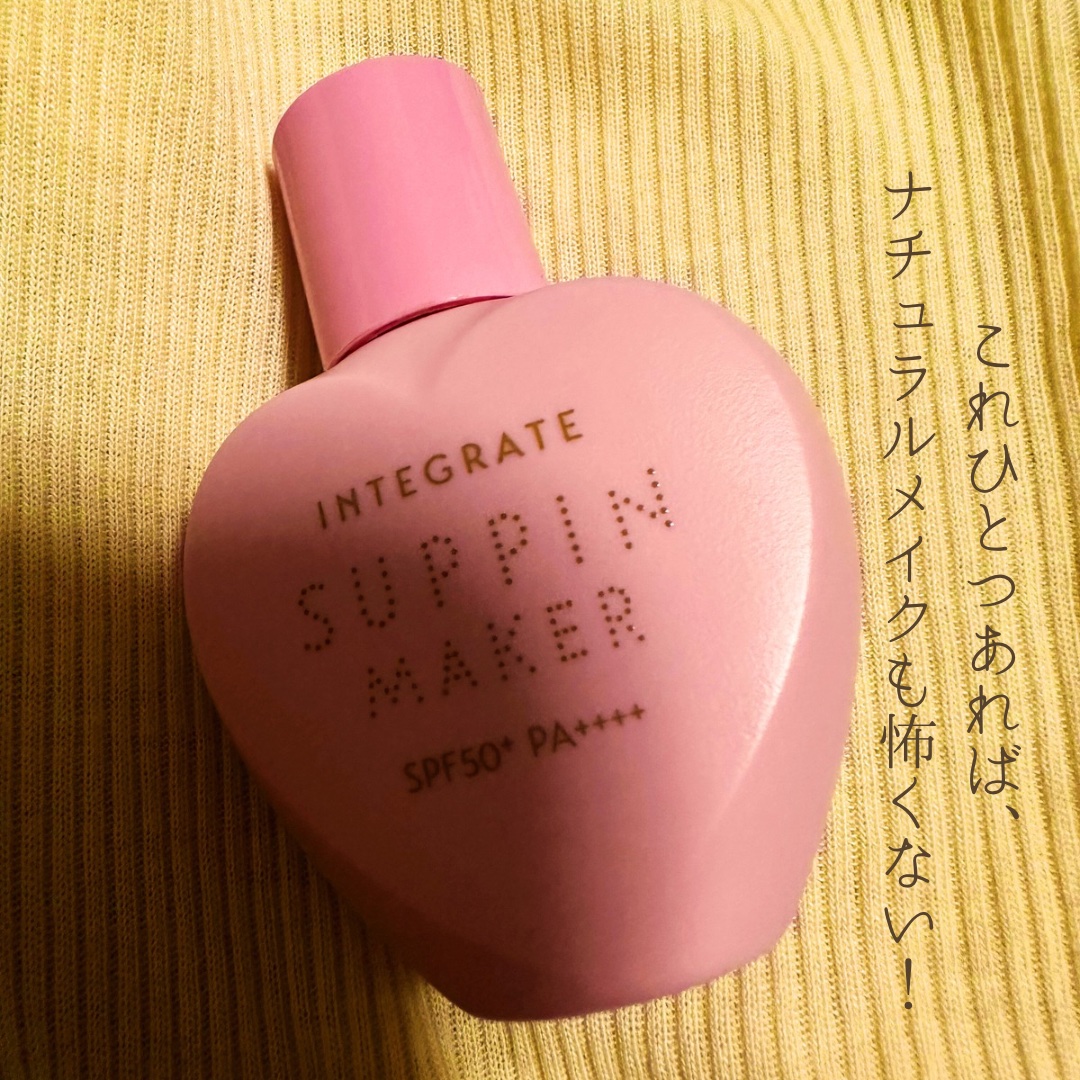 これひとつあれば、
ナチュラルメイクも怖くない！
INTEGRATE
SUPPIN
MAKER
SPF50+ PA++++